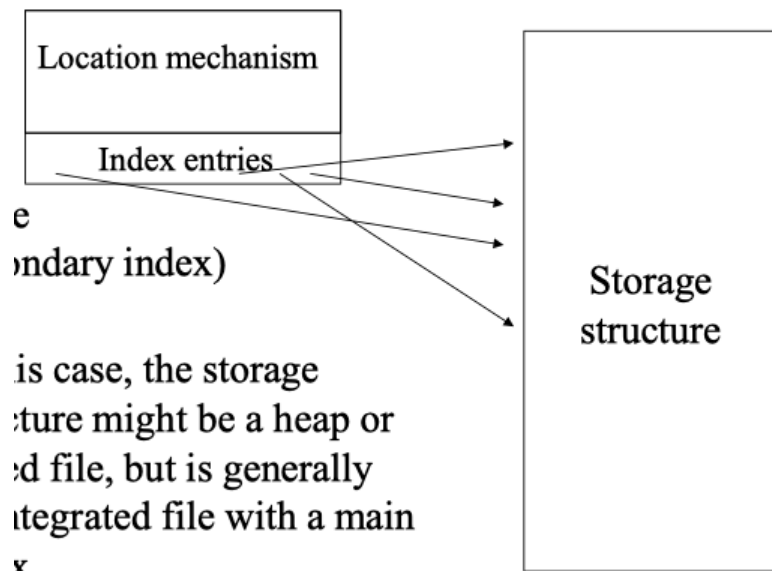 Location mechanism
Index entries
e
ondary index)
Storage
structure
is case, the storage
cture might be a heap or
ed file, but is generally
ntegrated file with a main
x